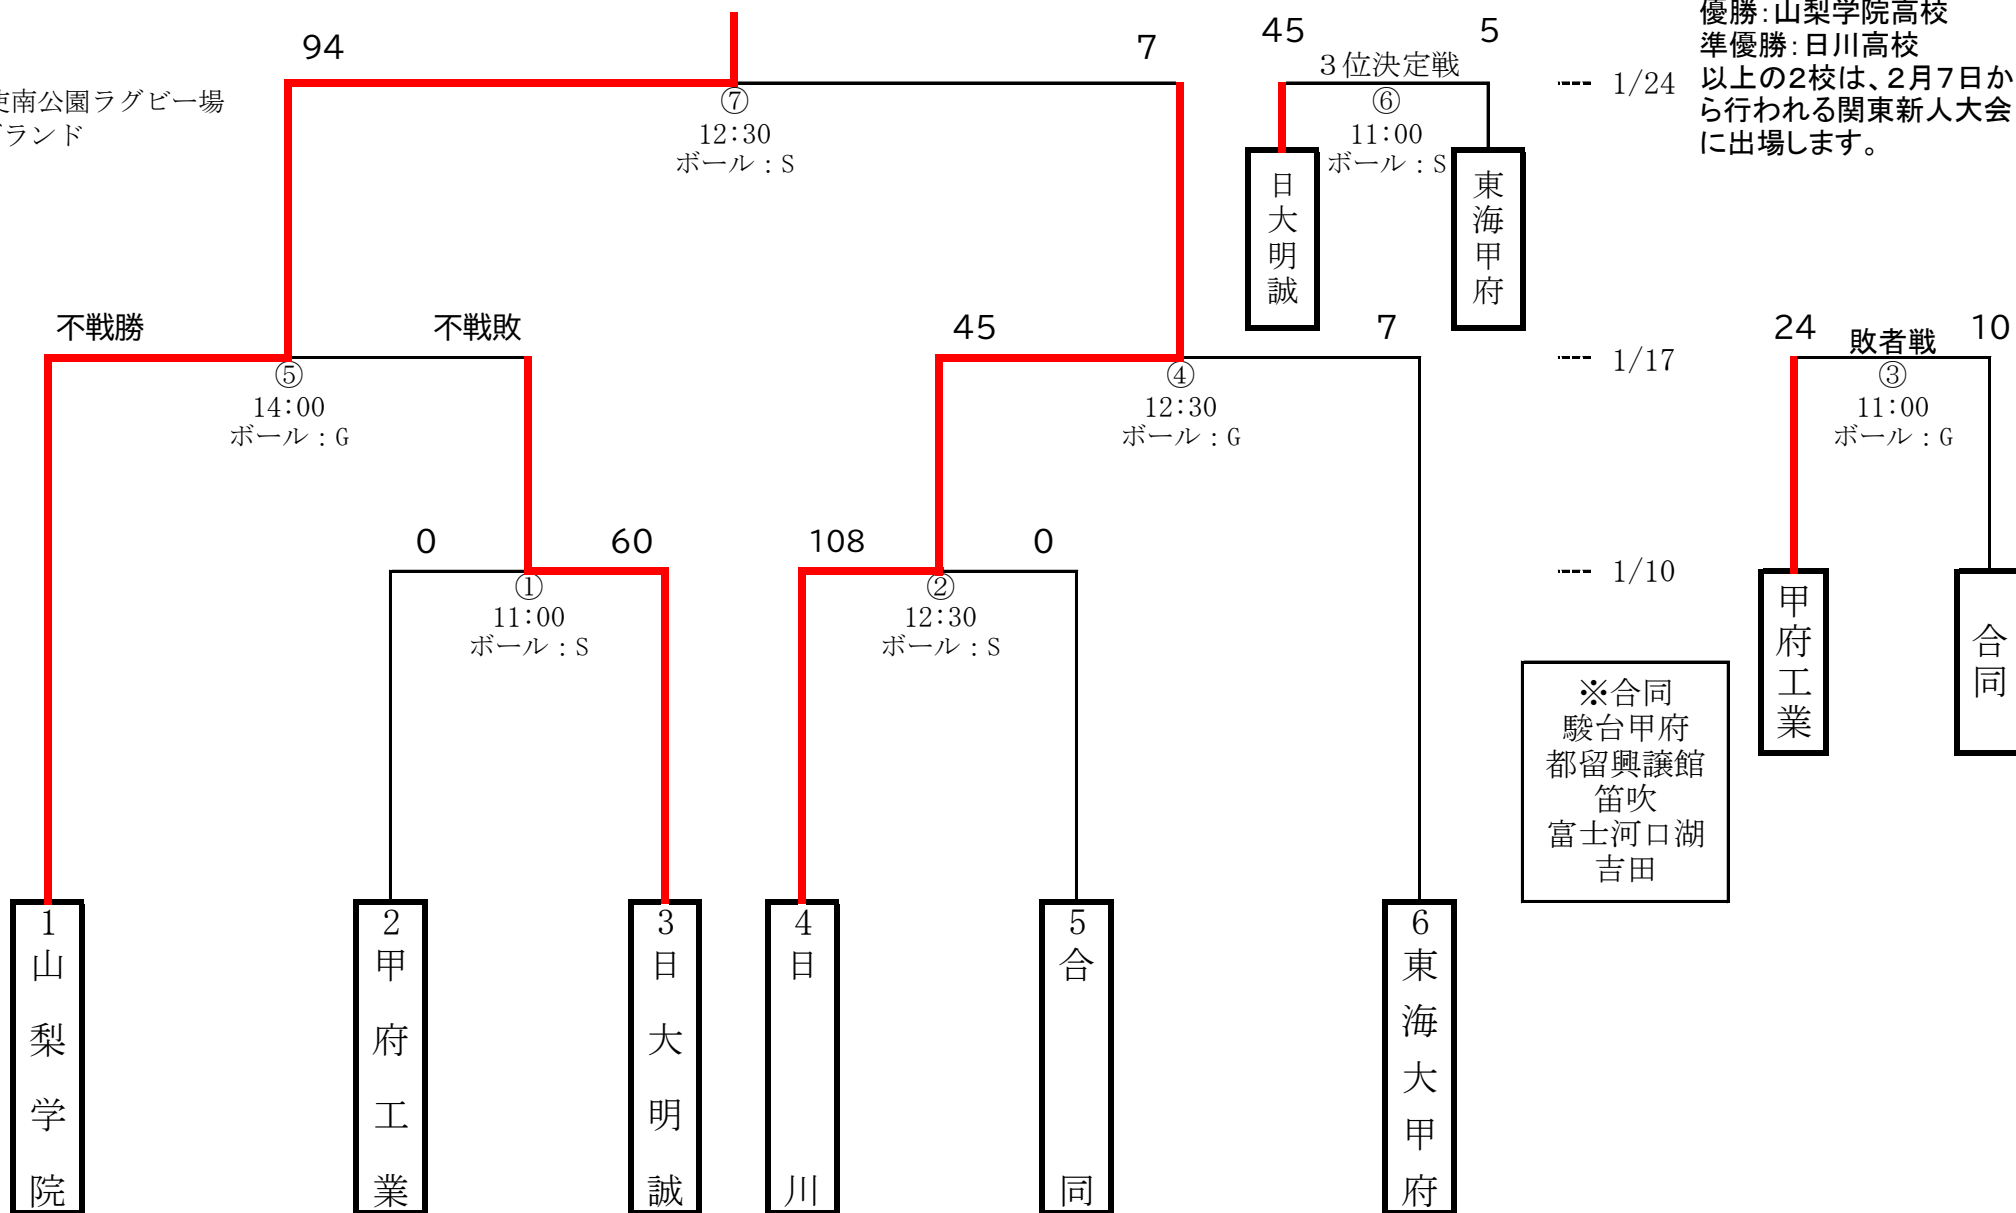 優勝：山梨学院高校
準優勝：日川高校
以上の2校は、2月7日か
ら行われる関東新人大会
に出場します。
94
7
45
5
３位決定戦
⑦
12:30
ボール：S
⑥
11:00
ボール：S
1/24
南公園ラグビー場
グランド
日大明誠
東海甲府
不戦勝
不戦敗
45
7
⑤
14:00
ボール：G
④
12:30
ボール：G
1/17
24
敗者戦
10
③
11:00
ボール：G
0
60
108
0
①
11:00
ボール：S
②
12:30
ボール：S
1/10
甲府工業
合同
※合同
駿台甲府
都留興譲館
笛吹
富士河口湖
吉田
1
山梨学院
2
甲府工業
3
日大明誠
4
日川
5
合同
6
東海大甲府